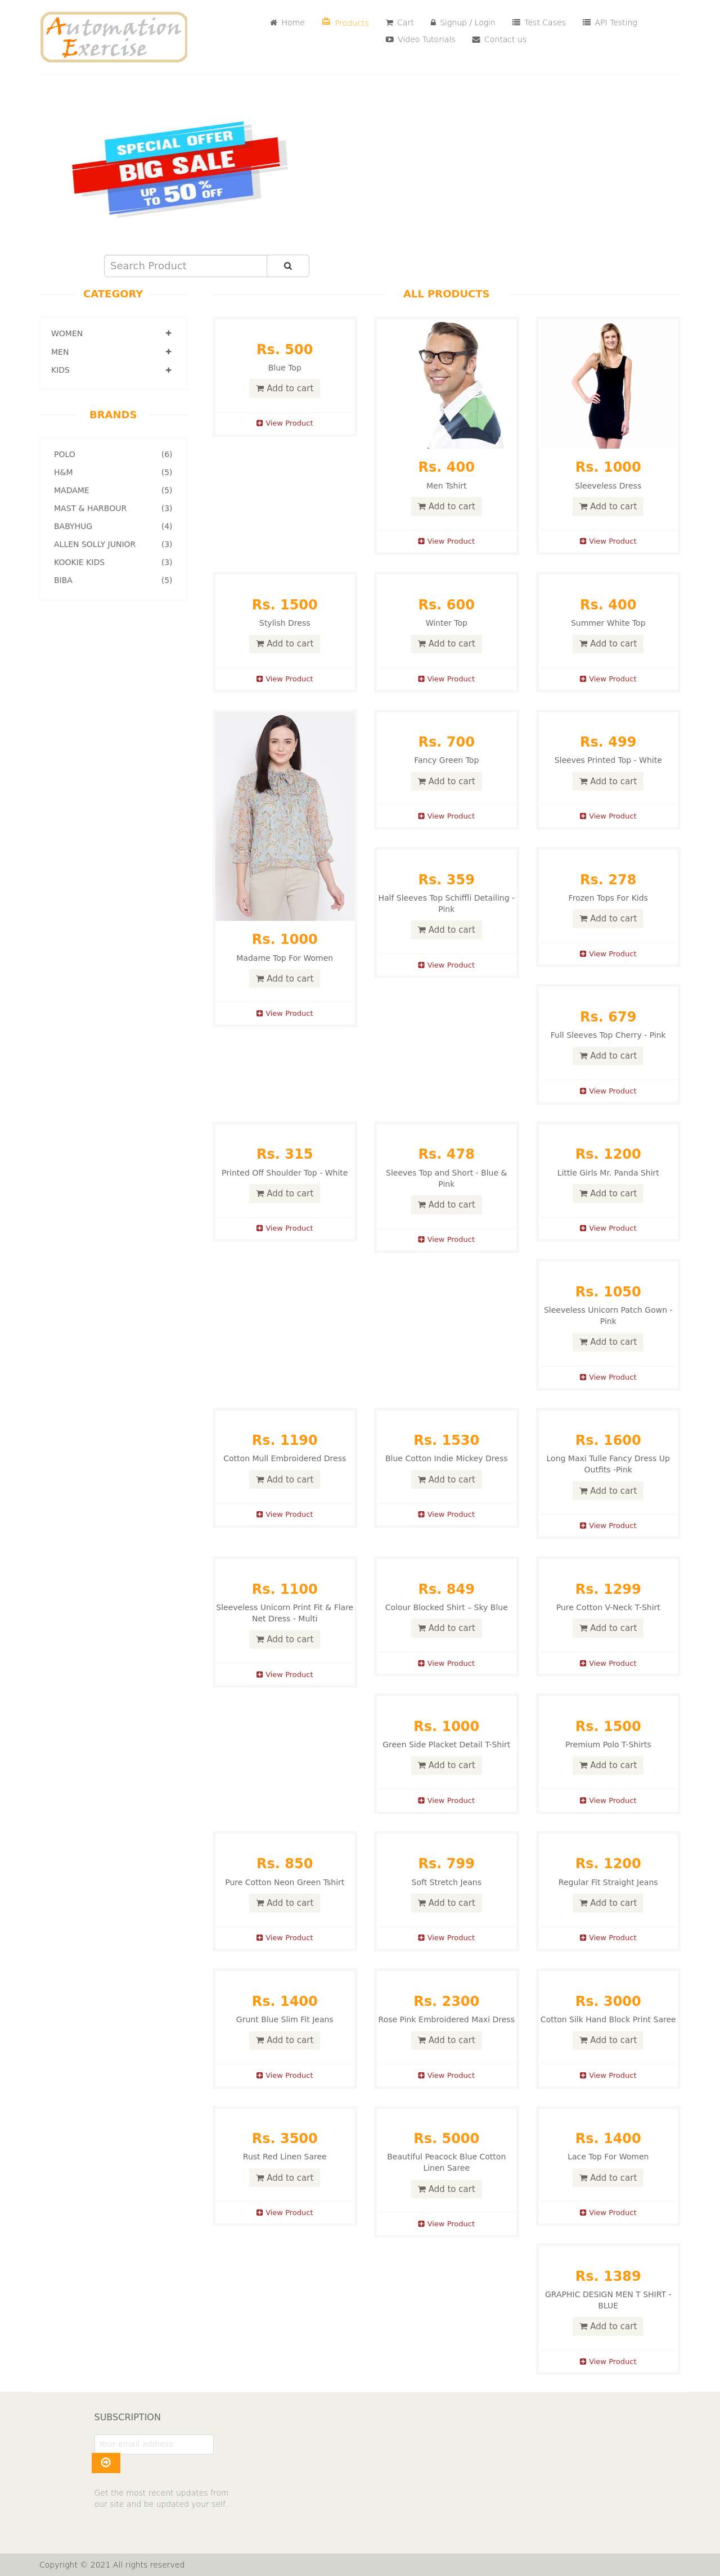 Automation
Exercise
Home
Products
Cart
Signup / Login
Test Cases
API Testing
Video Tutorials
Contact us
SPECIAL OFFER
BIG SALE
UP TO 50% OFF
Search Product
CATEGORY
WOMEN
MEN
KIDS
BRANDS
POLO (6)
H&M (5)
MADAME (5)
MAST & HARBOUR (3)
BABYHUG (4)
ALLEN SOLLY JUNIOR (3)
KOOKIE KIDS (3)
BIBA (5)
ALL PRODUCTS
Rs. 500
Blue Top
Add to cart
View Product
Rs. 400
Men Tshirt
Add to cart
View Product
Rs. 1000
Sleeveless Dress
Add to cart
View Product
Rs. 1500
Stylish Dress
Add to cart
View Product
Rs. 600
Winter Top
Add to cart
View Product
Rs. 400
Summer White Top
Add to cart
View Product
Rs. 1000
Madame Top For Women
Add to cart
View Product
Rs. 700
Fancy Green Top
Add to cart
View Product
Rs. 499
Sleeves Printed Top - White
Add to cart
View Product
Rs. 359
Half Sleeves Top Schiffli Detailing -
Pink
Add to cart
View Product
Rs. 278
Frozen Tops For Kids
Add to cart
View Product
Rs. 679
Full Sleeves Top Cherry - Pink
Add to cart
View Product
Rs. 315
Printed Off Shoulder Top - White
Add to cart
View Product
Rs. 478
Sleeves Top and Short - Blue &
Pink
Add to cart
View Product
Rs. 1200
Little Girls Mr. Panda Shirt
Add to cart
View Product
Rs. 1050
Sleeveless Unicorn Patch Gown -
Pink
Add to cart
View Product
Rs. 1190
Cotton Mull Embroidered Dress
Add to cart
View Product
Rs. 1530
Blue Cotton Indie Mickey Dress
Add to cart
View Product
Rs. 1600
Long Maxi Tulle Fancy Dress Up
Outfits -Pink
Add to cart
View Product
Rs. 1100
Sleeveless Unicorn Print Fit & Flare
Net Dress - Multi
Add to cart
View Product
Rs. 849
Colour Blocked Shirt – Sky Blue
Add to cart
View Product
Rs. 1299
Pure Cotton V-Neck T-Shirt
Add to cart
View Product
Rs. 1000
Green Side Placket Detail T-Shirt
Add to cart
View Product
Rs. 1500
Premium Polo T-Shirts
Add to cart
View Product
Rs. 850
Pure Cotton Neon Green Tshirt
Add to cart
View Product
Rs. 799
Soft Stretch Jeans
Add to cart
View Product
Rs. 1200
Regular Fit Straight Jeans
Add to cart
View Product
Rs. 1400
Grunt Blue Slim Fit Jeans
Add to cart
View Product
Rs. 2300
Rose Pink Embroidered Maxi Dress
Add to cart
View Product
Rs. 3000
Cotton Silk Hand Block Print Saree
Add to cart
View Product
Rs. 3500
Rust Red Linen Saree
Add to cart
View Product
Rs. 5000
Beautiful Peacock Blue Cotton
Linen Saree
Add to cart
View Product
Rs. 1400
Lace Top For Women
Add to cart
View Product
Rs. 1389
GRAPHIC DESIGN MEN T SHIRT -
BLUE
Add to cart
View Product
SUBSCRIPTION
Your email address
Get the most recent updates from
our site and be updated your self...
Copyright © 2021 All rights reserved